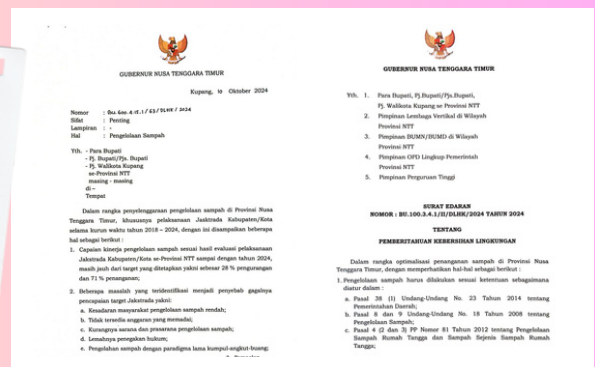 GUBERNUR NUSA TENGGARA TIMUR
Kupang, 16 Oktober 2024
Nomor : BU.600.4.15.1/63/DLHK/2024
Sifat : Penting
Lampiran : -
Hal : Pengelolaan Sampah
Yth. - Para Bupati
- Pj. Bupati/Pjs. Bupati
- Pj. Walikota Kupang
se-Provinsi NTT
masing - masing
di –
Tempat
Dalam rangka penyelenggaraan pengelolaan sampah di Provinsi Nusa
Tenggara Timur, khususnya pelaksanaan Jasktrada Kabupaten/Kota
selama kurun waktu tahun 2018 – 2024, dengan ini disampaikan beberapa
hal sebagai berikut :
1. Capaian kinerja pengelolaan sampah sesuai hasil evaluasi pelaksanaan
Jakstrada Kabupaten/Kota se-Provinsi NTT sampai dengan tahun 2024,
masih jauh dari target yang ditetapkan yakni sebesar 28 % pengurangan
dan 71 % penanganan;
2. Beberapa masalah yang teridentifikasi menjadi penyebab gagalnya
pencapaian target Jakstrada yakni:
a. Kesadaran masyarakat pengelolaan sampah rendah;
b. Tidak tersedia anggaran yang memadai;
c. Kurangnya sarana dan prasarana pengelolaan sampah;
d. Lemahnya penegakan hukum;
e. Pengolahan sampah dengan paradigma lama kumpul-angkut-buang;
GUBERNUR NUSA TENGGARA TIMUR
Yth. 1. Para Bupati, Pj.Bupati/Pjs.Bupati,
Pj. Walikota Kupang se Provinsi NTT
2. Pimpinan Lembaga Vertikal di Wilayah
Provinsi NTT
3. Pimpinan BUMN/BUMD di Wilayah
Provinsi NTT
4. Pimpinan OPD Lingkup Pemerintah
Provinsi NTT
5. Pimpinan Perguruan Tinggi
SURAT EDARAN
NOMOR : BU.100.3.4.1/II/DLHK/2024 TAHUN 2024
TENTANG
PEMBERITAHUAN KEBERSIHAN LINGKUNGAN
Dalam rangka optimalisasi penanganan sampah di Provinsi Nusa
Tenggara Timur, dengan memperhatikan hal-hal sebagai berikut :
1. Pengelolaan sampah harus dilakukan sesuai ketentuan sebagaimana
diatur dalam :
a. Pasal 38 (1) Undang-Undang No. 23 Tahun 2014 tentang
Pemerintahan Daerah;
b. Pasal 8 dan 9 Undang-Undang No. 18 Tahun 2008 tentang
Pengelolaan Sampah;
c. Pasal 4 (2 dan 3) PP Nomor 81 Tahun 2012 tentang Pengelolaan
Sampah Rumah Tangga dan Sampah Sejenis Sampah Rumah
Tangga;